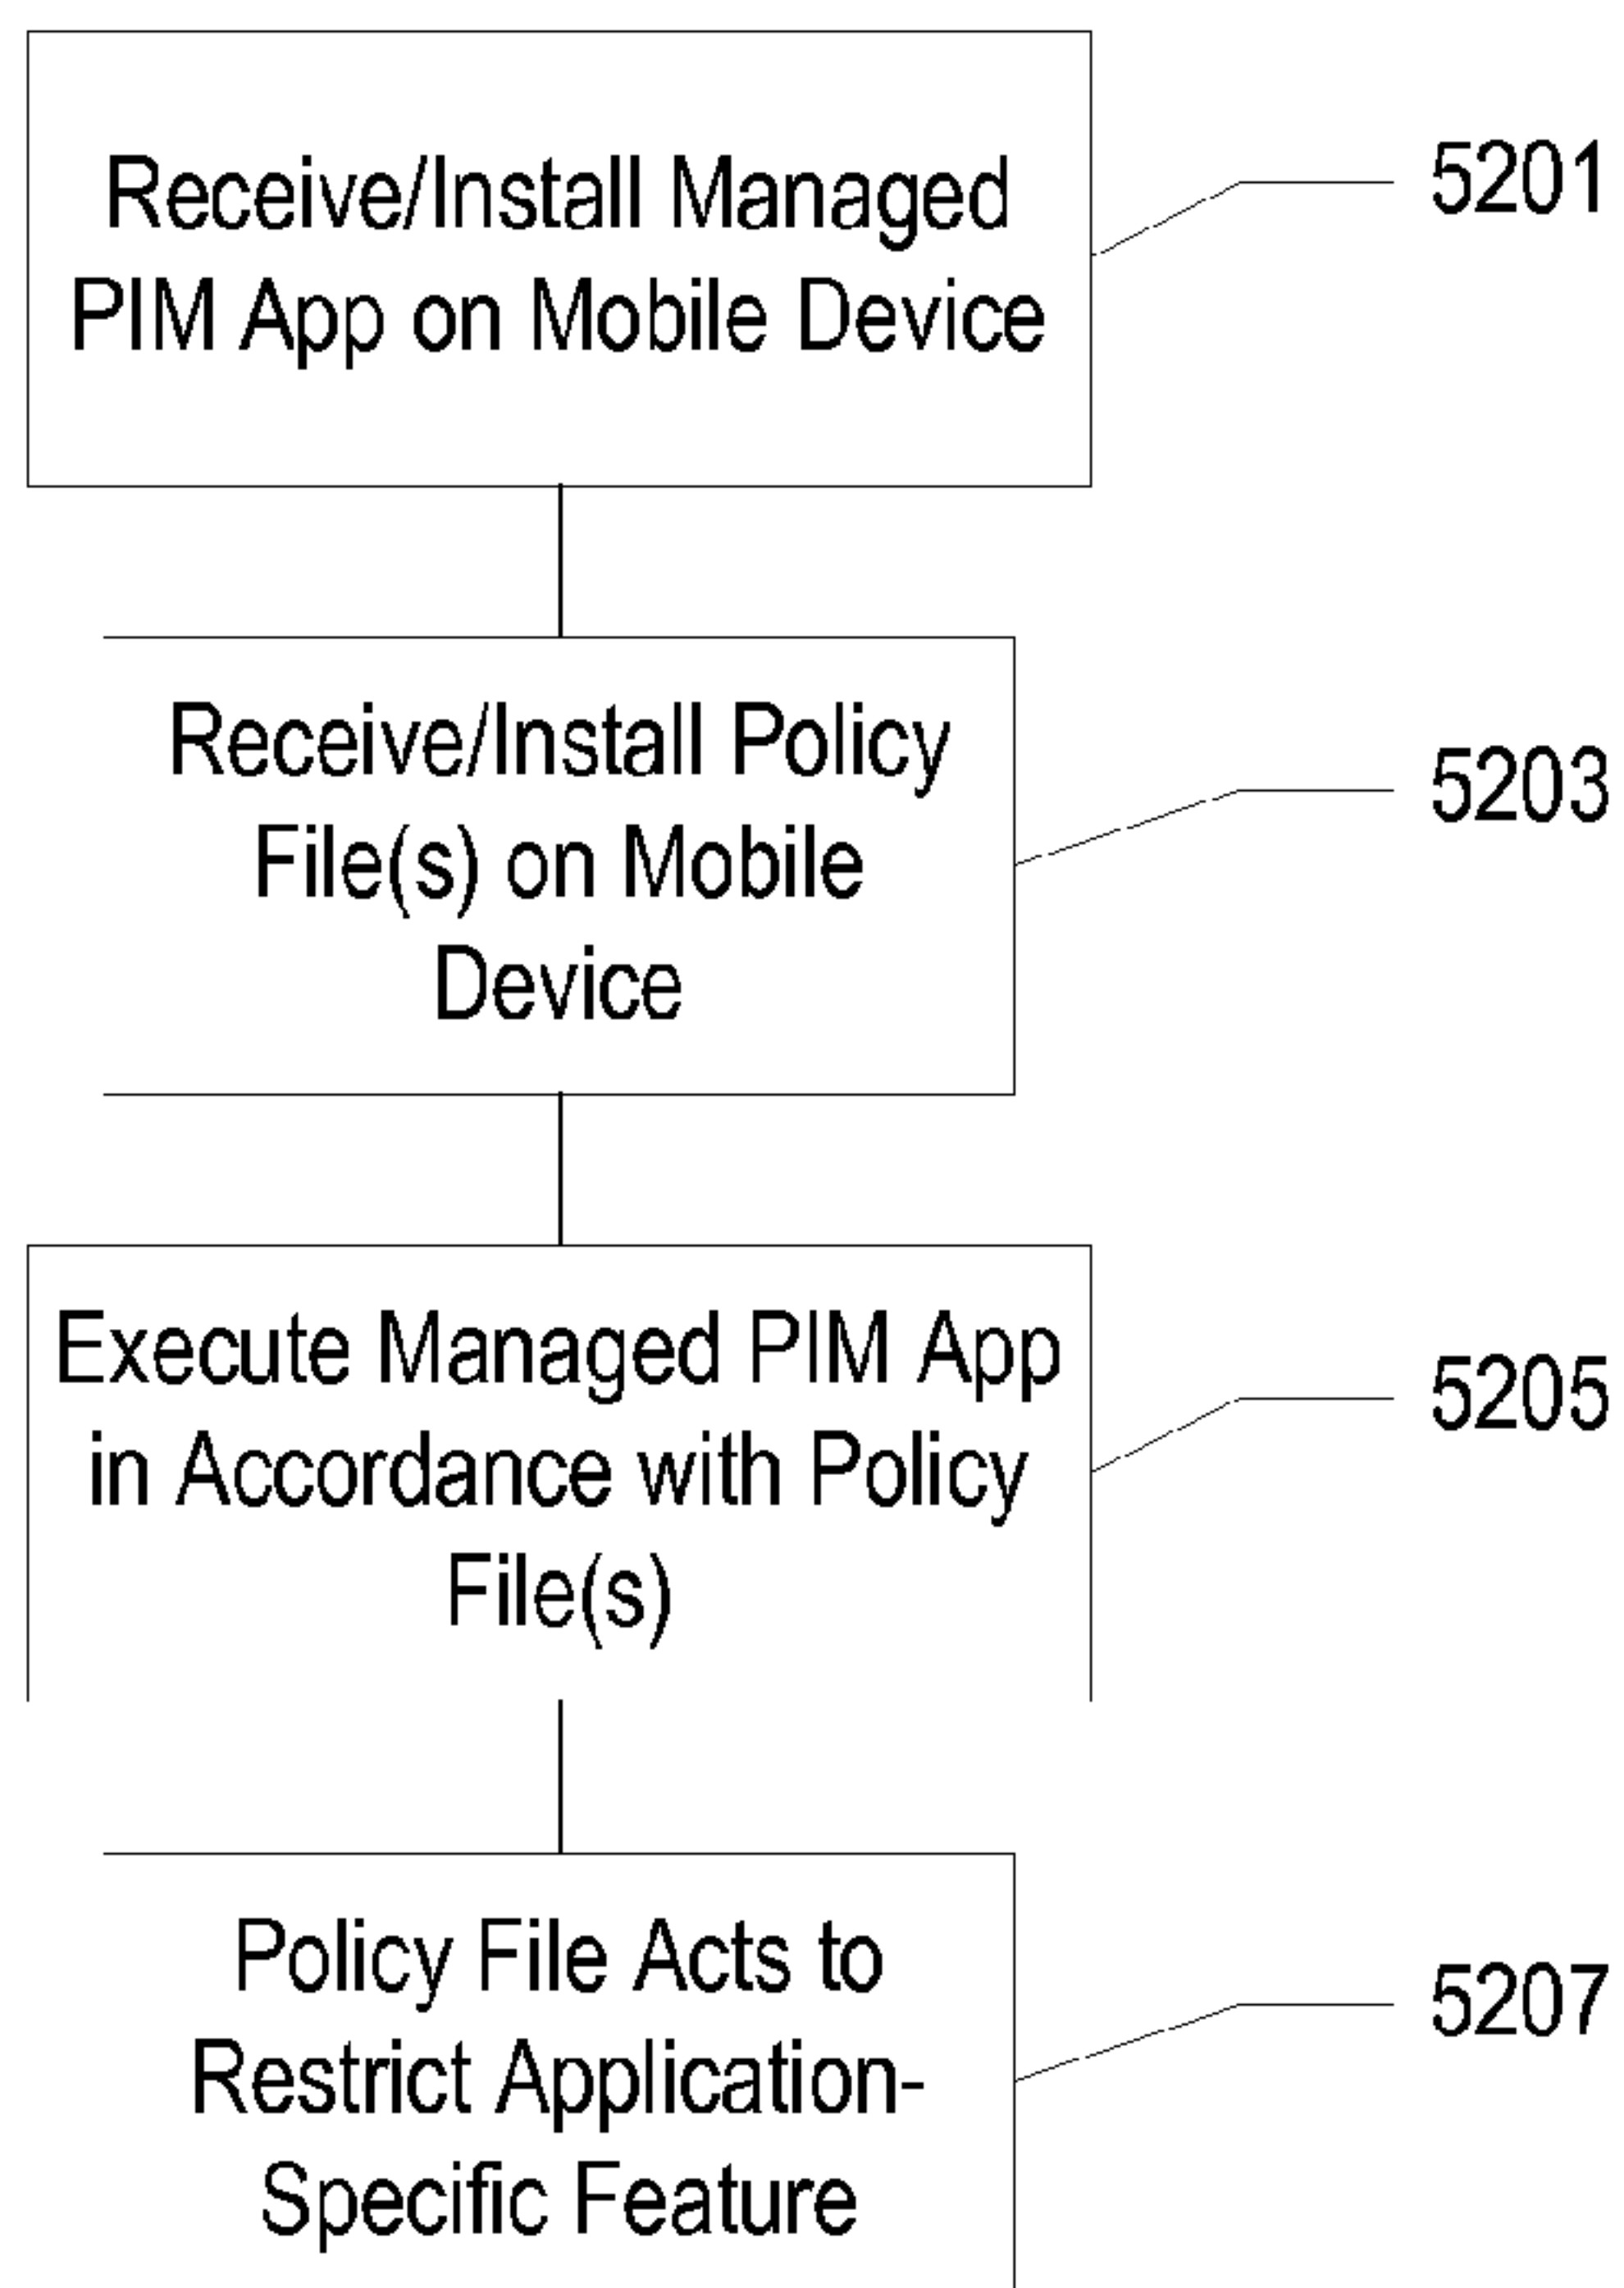 Receive/Install Managed
PIM App on Mobile Device
5201
Receive/Install Policy
File(s) on Mobile
Device
5203
Execute Managed PIM App
in Accordance with Policy
File(s)
5205
Policy File Acts to
Restrict Application-
Specific Feature
5207